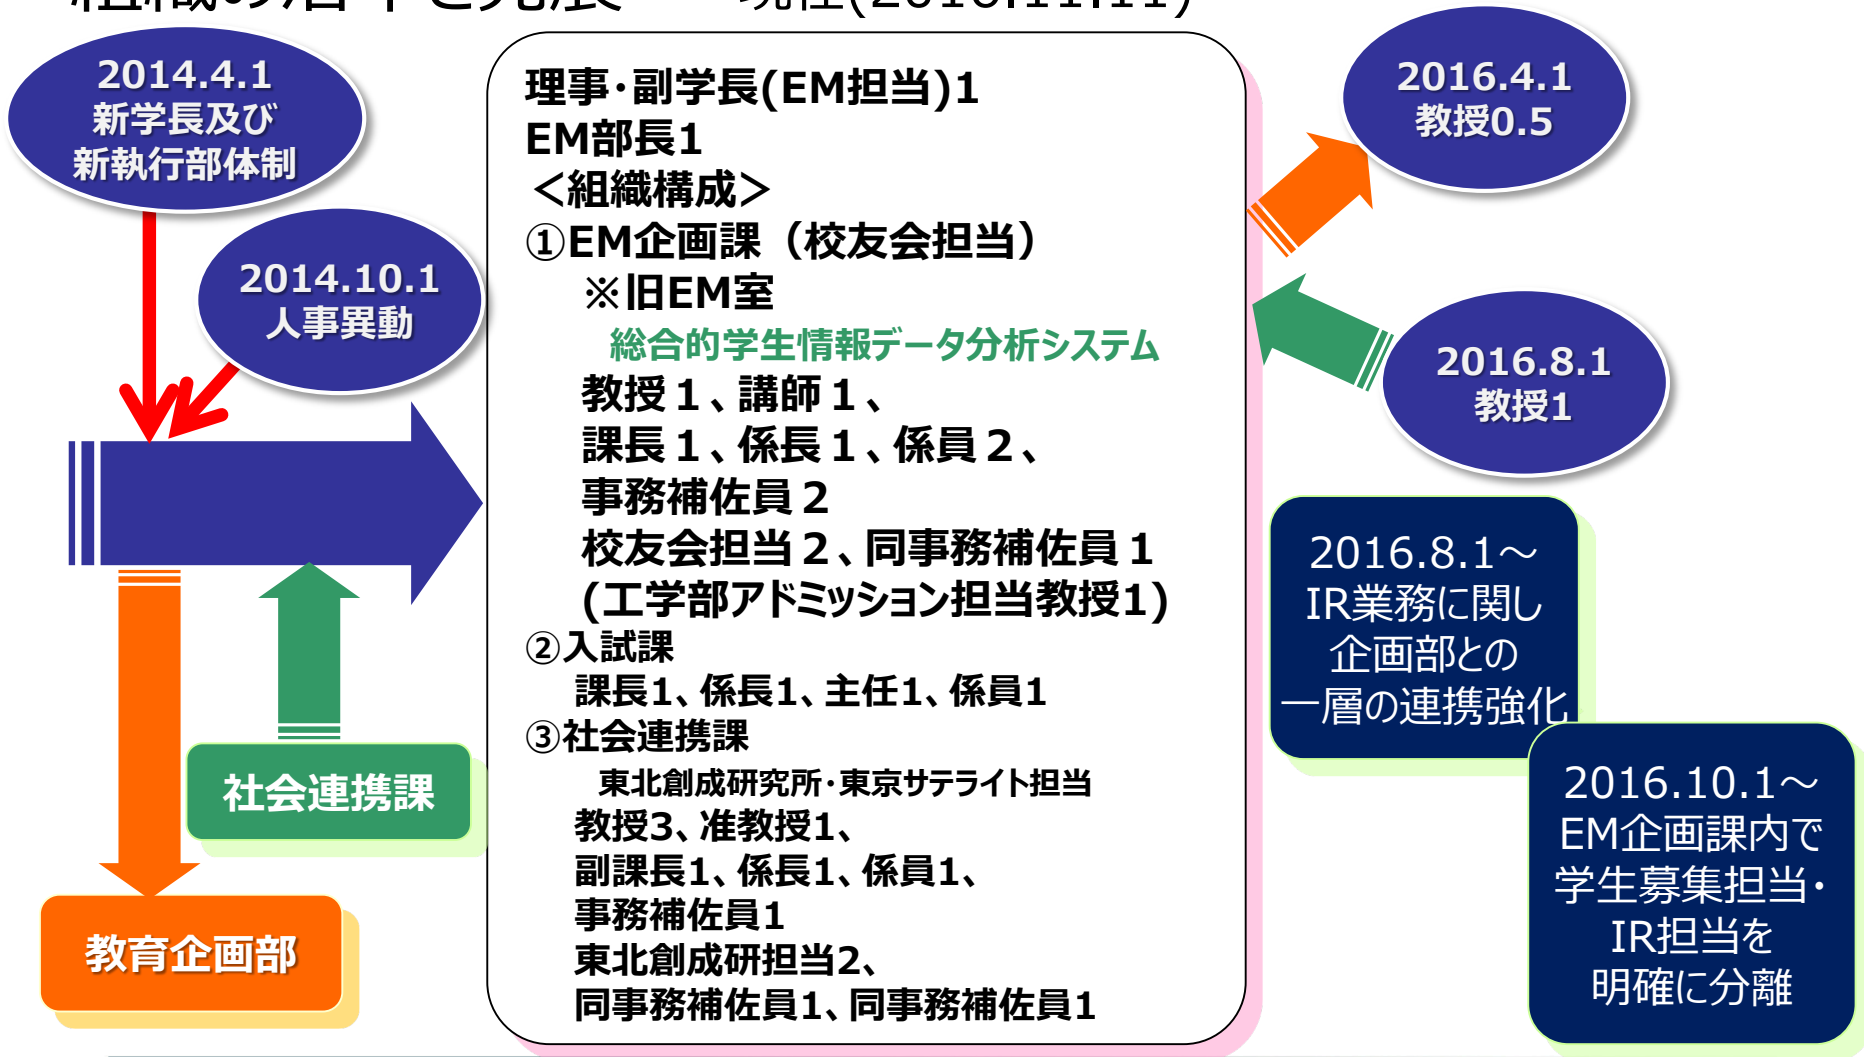 組織の若干と発展 現在(2016.11.11)
2014.4.1
新学長及び
新執行部体制
2014.10.1
人事異動
社会連携課
教育企画部
理事・副学長(EM担当)1
EM部長1
＜組織構成＞
①EM企画課（校友会担当）
※旧EM室
総合的学生情報データ分析システム
教授１、講師１、
課長１、係長１、係員２、
事務補佐員２
校友会担当２、同事務補佐員１
(工学部アドミッション担当教授1)
②入試課
課長1、係長1、主任1、係員1
③社会連携課
東北創成研究所・東京サテライト担当
教授3、准教授1、
副課長1、係長1、係員1、
事務補佐員1
東北創成研担当2、
同事務補佐員1、同事務補佐員1
2016.4.1
教授0.5
2016.8.1
教授1
2016.8.1～
IR業務に関し
企画部との
一層の連携強化
2016.10.1～
EM企画課内で
学生募集担当・
IR担当を
明確に分離